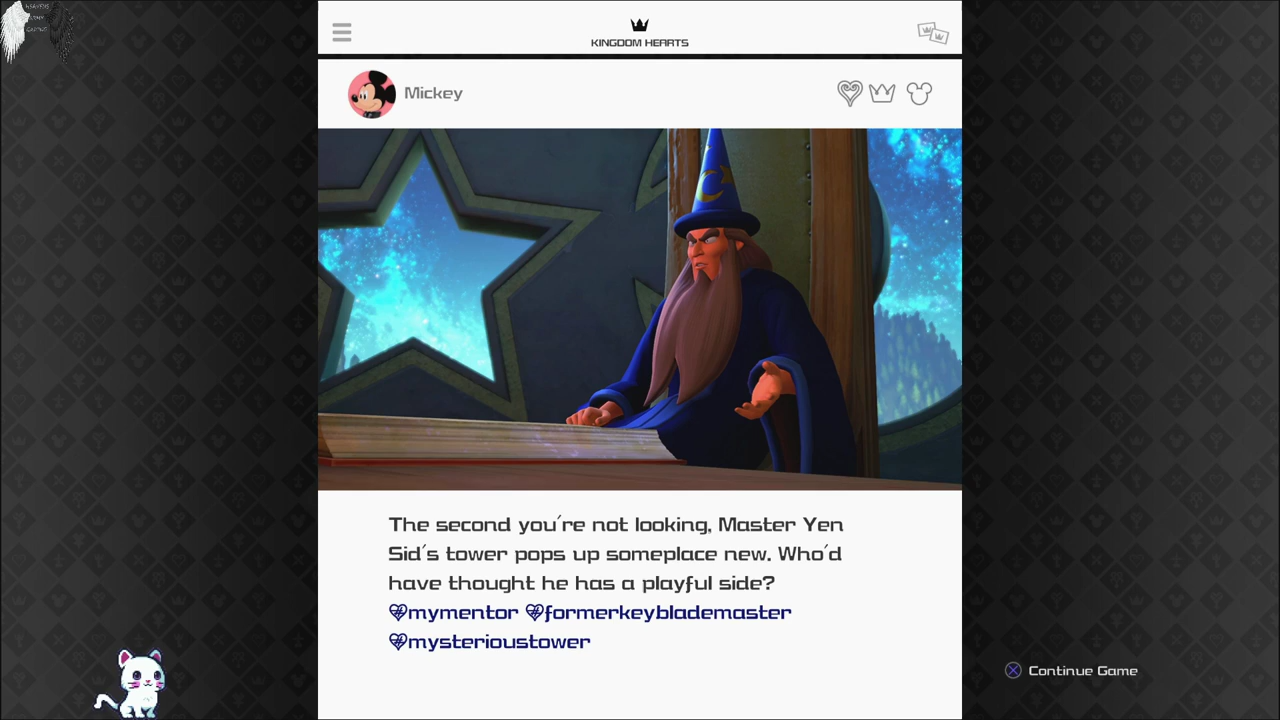 KINGDOM HEARTS
Mickey
The second you're not looking, Master Yen
Sid's tower pops up someplace new. Who'd
have thought he has a playful side?
#mymentor #formerkeyblademaster
#mysterioustower
Continue Game